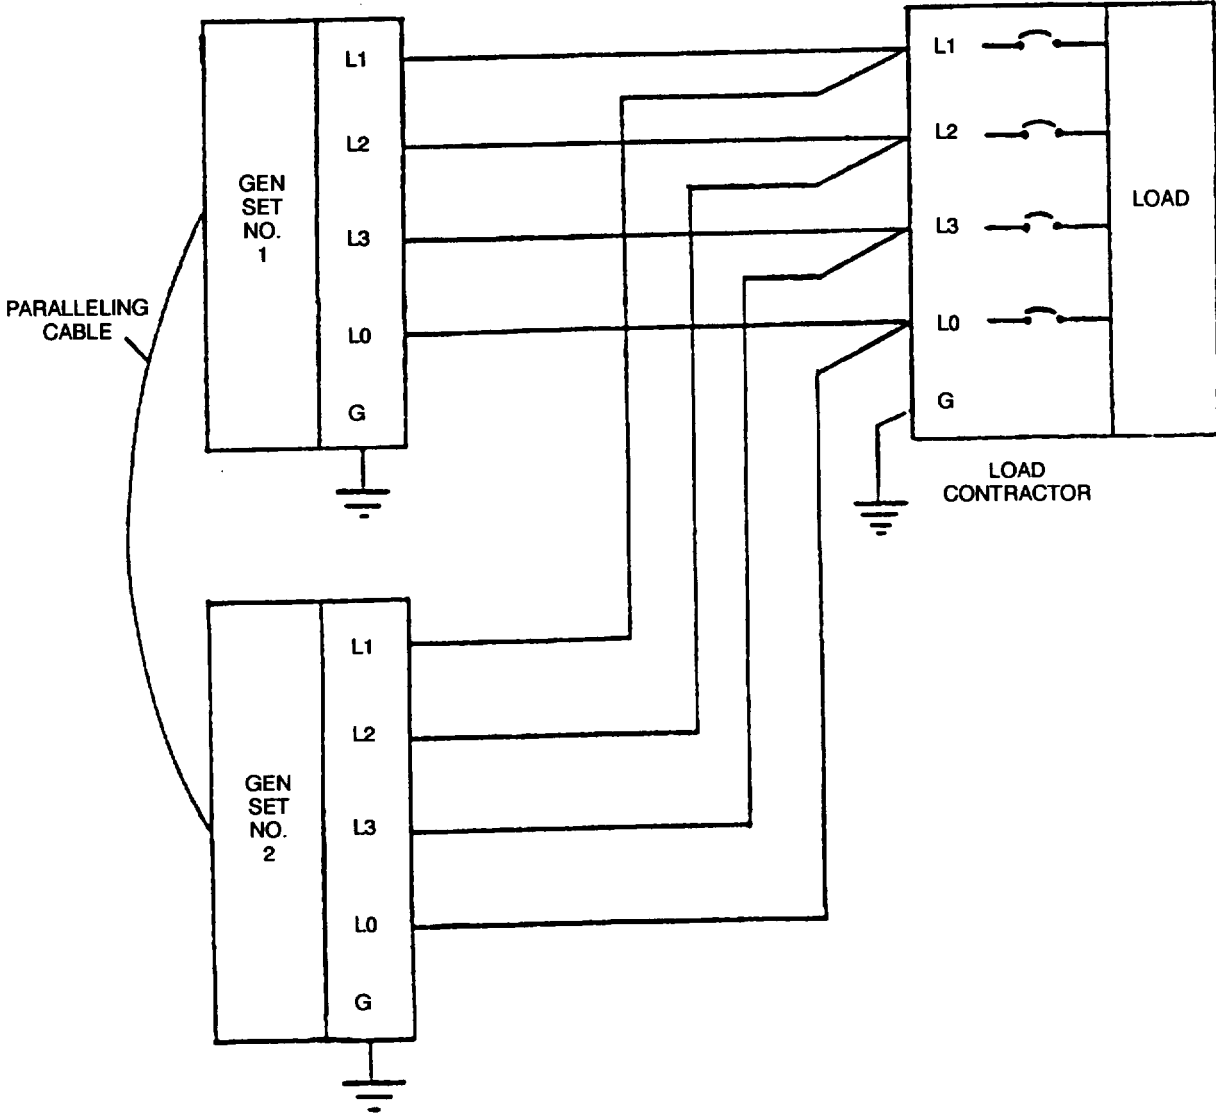 L1
L2
L3
L0
G
GEN
SET
NO.
1
PARALLELING
CABLE
L1
L2
L3
L0
G
LOAD
LOAD
CONTRACTOR
L1
L2
L3
L0
G
GEN
SET
NO.
2